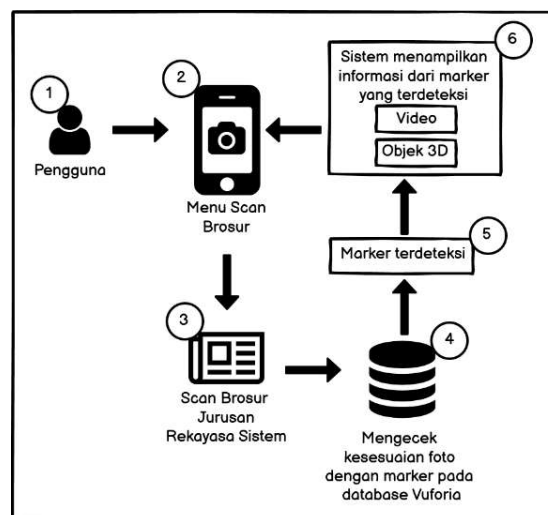 1
Pengguna
2
Menu Scan
Brosur
3
Scan Brosur
Jurusan
Rekayasa Sistem
4
Mengecek
kesesuaian foto
dengan marker pada
database Vuforia
5
Marker terdeteksi
6
Sistem menampilkan
informasi dari marker
yang terdeteksi
Video
Objek 3D